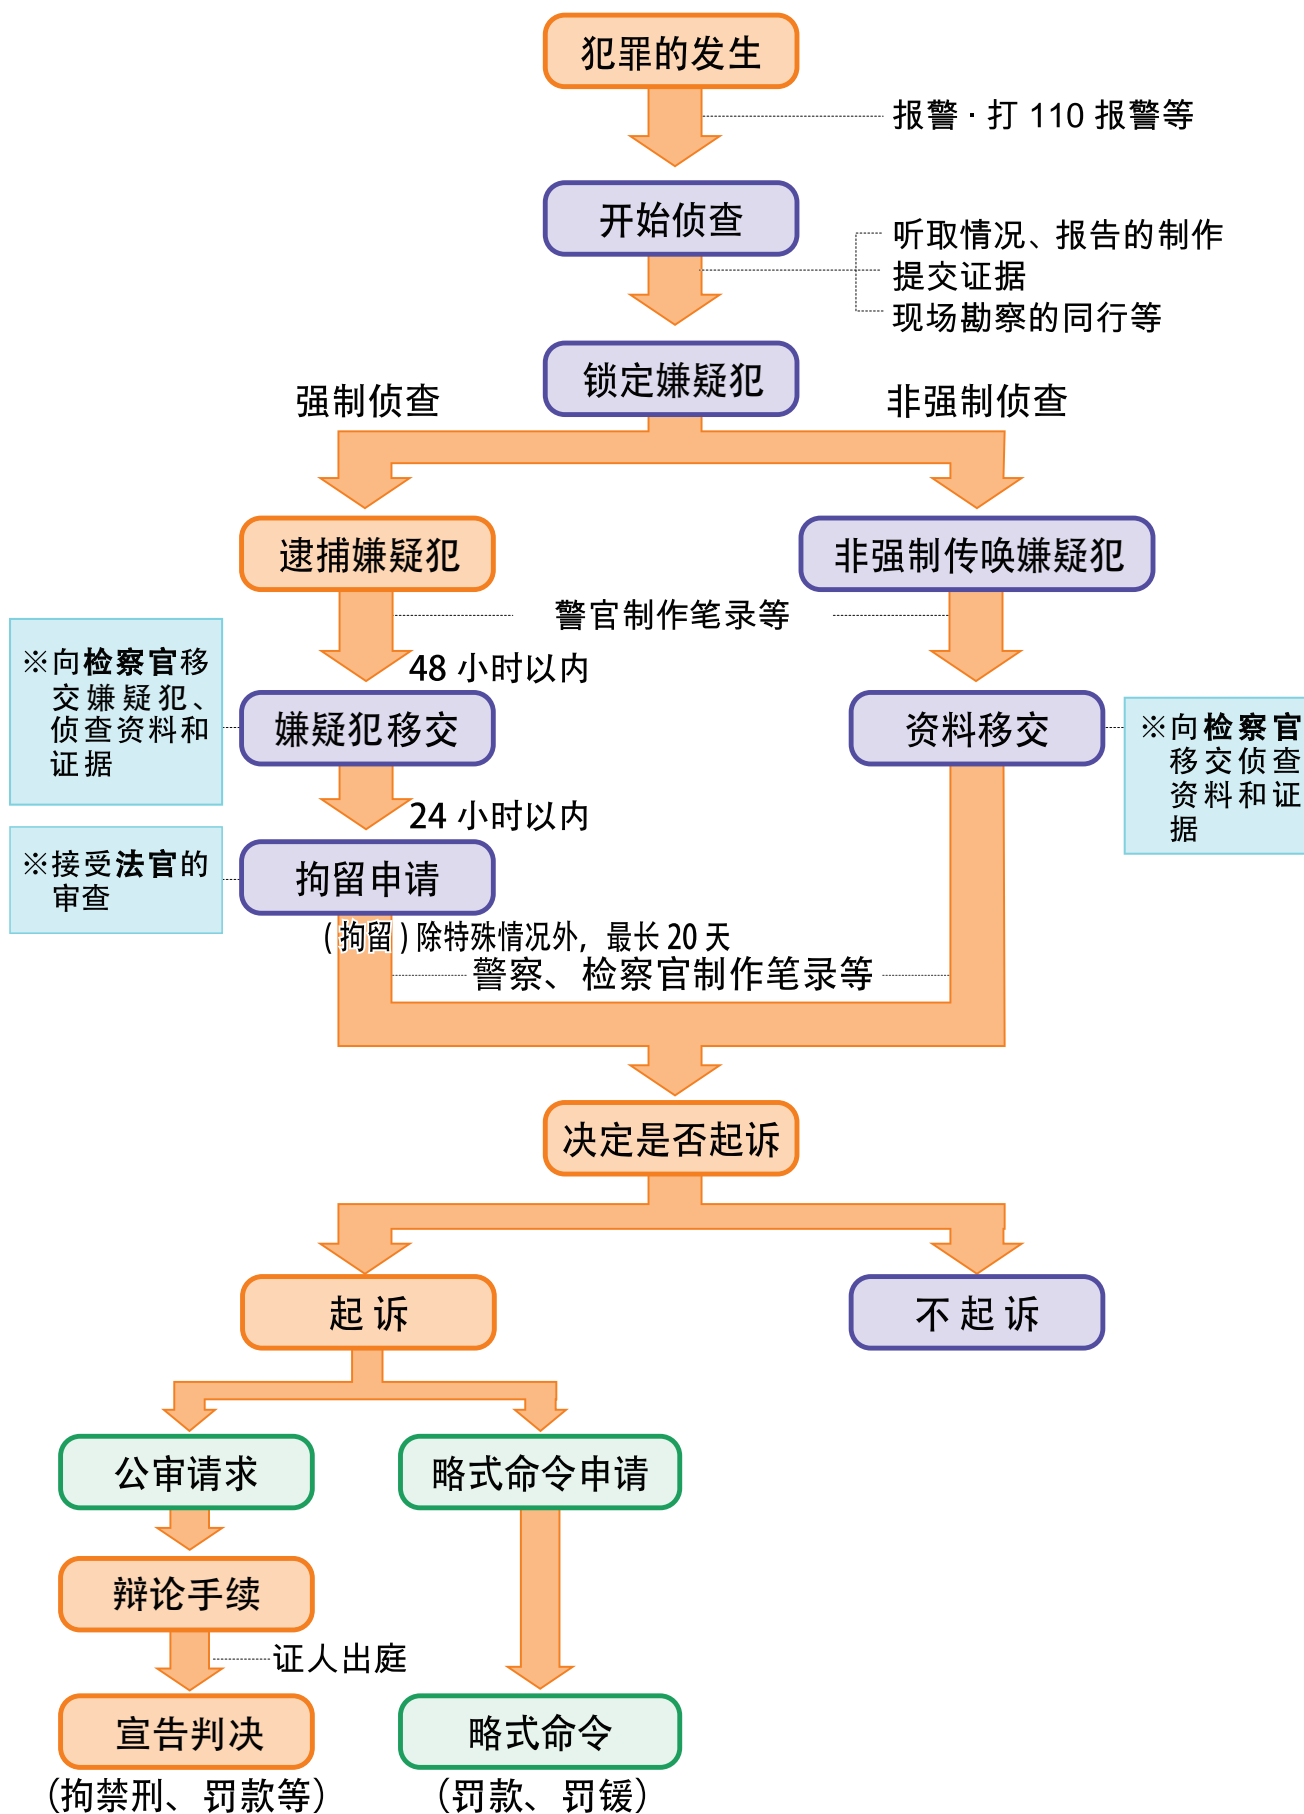 犯罪的发生
报警·打 110 报警等
开始侦查
听取情况、报告的制作
提交证据
现场勘察的同行等
锁定嫌疑犯
强制侦查
非强制侦查
逮捕嫌疑犯
非强制传唤嫌疑犯
警官制作笔录等
※向检察官移
交嫌疑犯、
侦查资料和
证据
48 小时以内
嫌疑犯移交
资料移交
※向检察官
移交侦查
资料和证
据
24 小时以内
※接受法官的
审查
拘留申请
(拘留)除特殊情况外，最长 20 天
警察、检察官制作笔录等
决定是否起诉
起 诉
不 起 诉
公审请求
略式命令申请
辩论手续
证人出庭
宣告判决
略式命令
（拘禁刑、罚款等）
（罚款、罚锾）